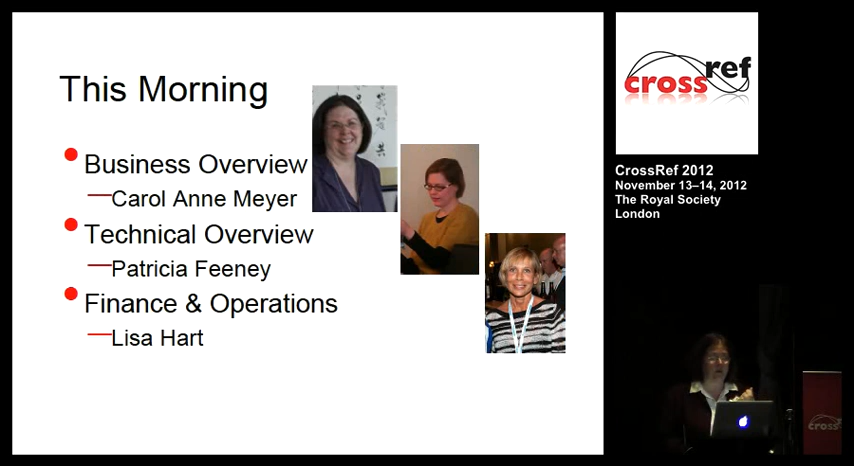 This Morning
Business Overview
Carol Anne Meyer
Technical Overview
Patricia Feeney
Finance & Operations
Lisa Hart
crossref
CrossRef 2012
November 13–14, 2012
The Royal Society
London
cross